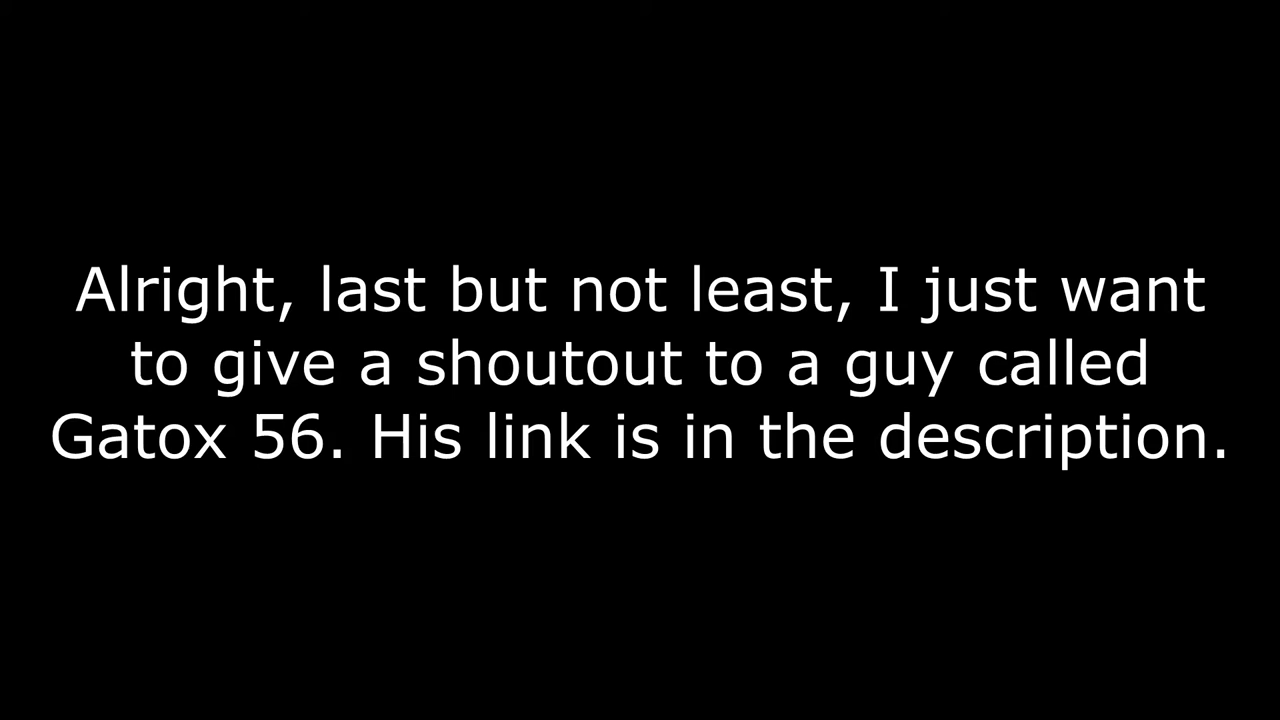 Alright, last but not least, I just want
to give a shoutout to a guy called
Gatox 56. His link is in the description.